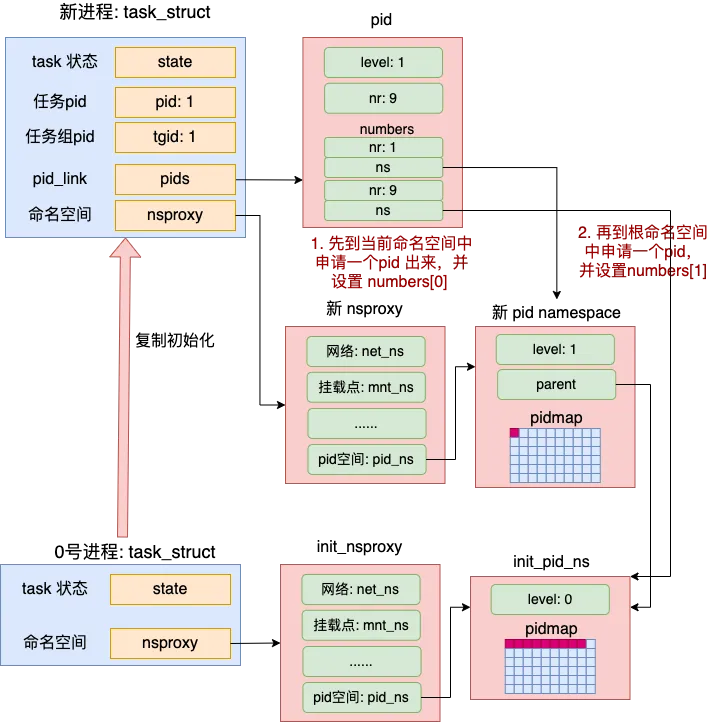 新进程: task_struct
task 状态
state
任务pid
pid: 1
任务组pid
tgid: 1
pid_link
pids
命名空间
nsproxy
pid
level: 1
nr: 9
numbers
nr: 1
ns
nr: 9
ns
1. 先到当前命名空间中
申请一个pid 出来，并
设置 numbers[0]
2. 再到根命名空间
中申请一个pid，
并设置numbers[1]
复制初始化
新 nsproxy
网络: net_ns
挂载点: mnt_ns
......
pid空间: pid_ns
新 pid namespace
level: 1
parent
pidmap
0号进程: task_struct
task 状态
state
命名空间
nsproxy
init_nsproxy
网络: net_ns
挂载点: mnt_ns
......
pid空间: pid_ns
init_pid_ns
level: 0
pidmap